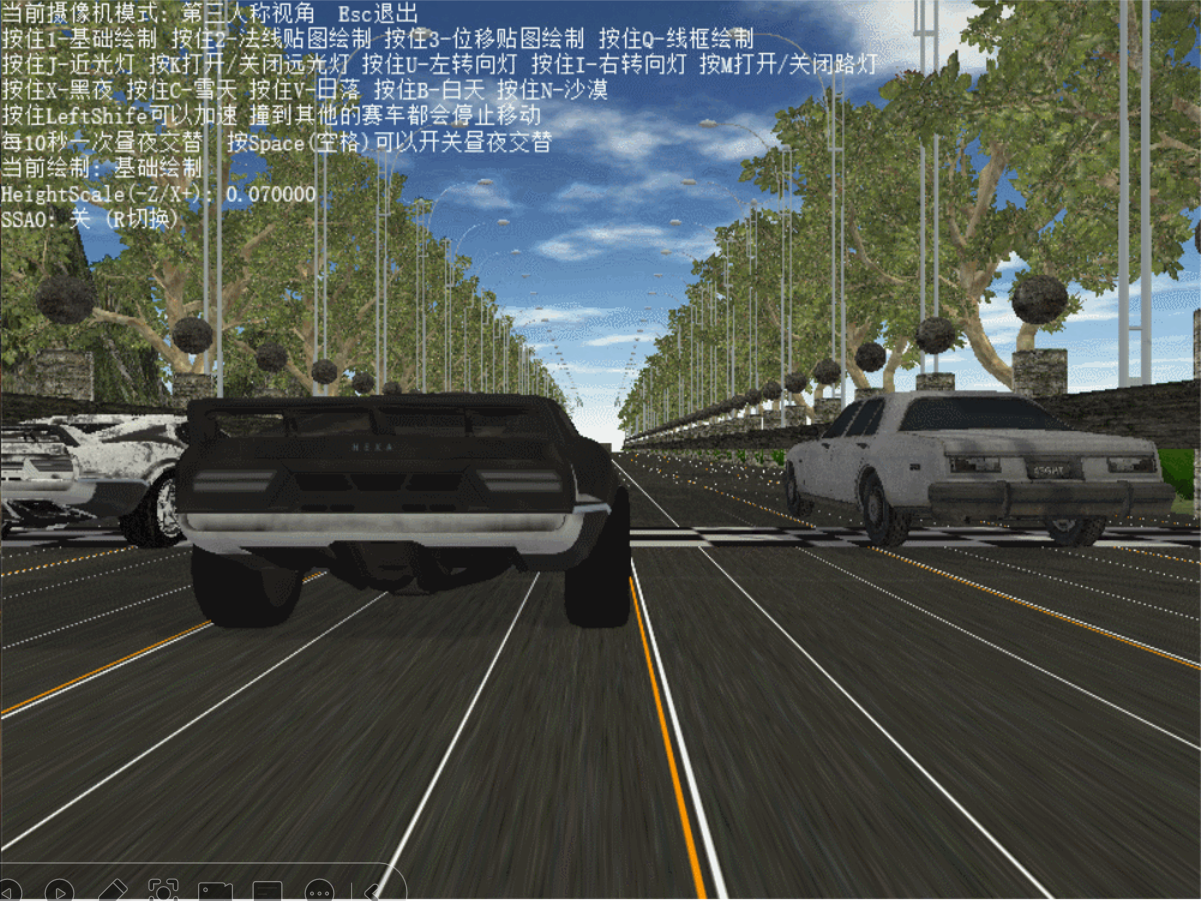 当前摄像机模式: 第三人称视角  Esc退出
按住1-基础绘制 按住2-法线贴图绘制 按住3-位移贴图绘制 按住Q-线框绘制
按住J-近光灯 按K打开/关闭远光灯 按住U-左转向灯 按住I-右转向灯 按M打开/关闭路灯
按住X-黑夜 按住C-雪天 按住V-日落 按住B-白天 按住N-沙漠
按住LeftShife可以加速 撞到其他的赛车都会停止移动
每10秒一次昼夜交替  按Space(空格)可以开关昼夜交替
当前绘制: 基础绘制
HeightScale(-Z/X+): 0.070000
SSAO: 关 (R切换)